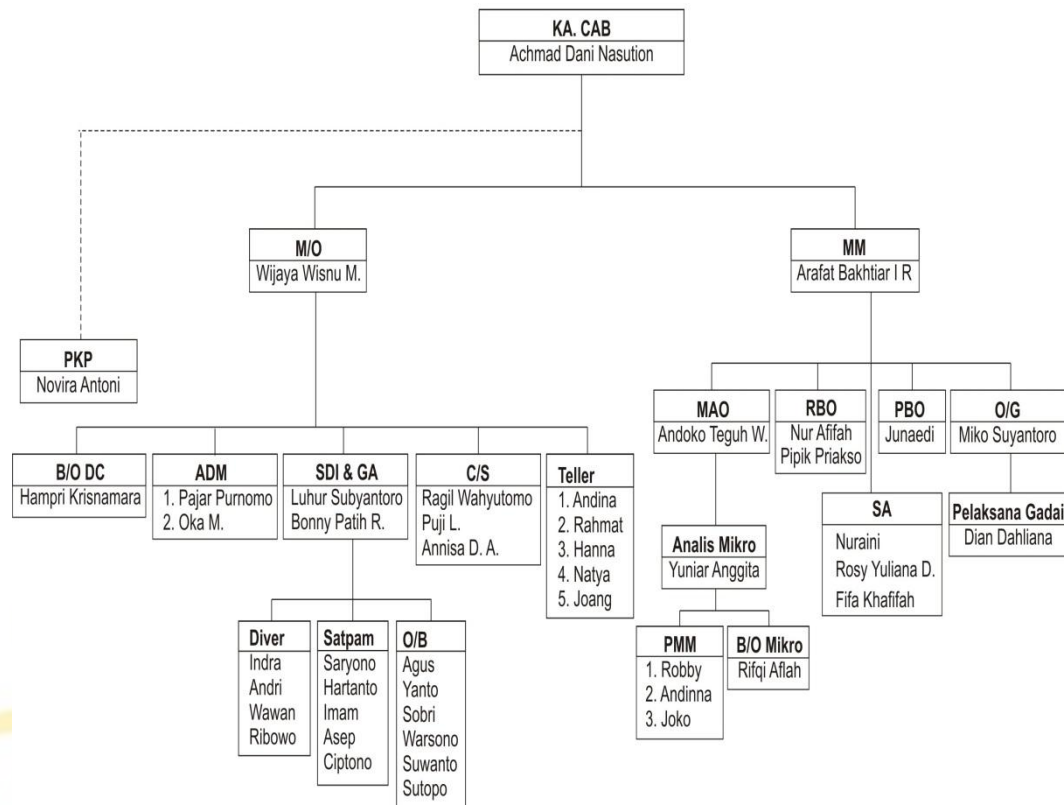 KA. CAB
Achmad Dani Nasution
M/O
Wijaya Wisnu M.
MM
Arafat Bakhtiar I R
PKP
Novira Antoni
B/O DC
Hampri Krisnamara
ADM
1. Pajar Purnomo
2. Oka M.
SDI & GA
Luhur Subyantoro
Bonny Patih R.
C/S
Ragil Wahyutomo
Puji L.
Annisa D. A.
Teller
1. Andina
2. Rahmat
3. Hanna
4. Natya
5. Joang
Diver
Indra
Andri
Wawan
Ribowo
Satpam
Saryono
Hartanto
Imam
Asep
Ciptono
O/B
Agus
Yanto
Sobri
Warsono
Suwanto
Sutopo
MAO
Andoko Teguh W.
RBO
Nur Afifah
Pipik Priakso
PBO
Junaedi
O/G
Miko Suyantoro
SA
Nuraini
Rosy Yuliana D.
Fifa Khafifah
Pelaksana Gadai
Dian Dahliana
Analis Mikro
Yuniar Anggita
PMM
1. Robby
2. Andinna
3. Joko
B/O Mikro
Rifqi Aflah